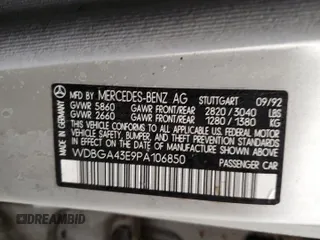 MFD. BY MERCEDES-BENZ AG STUTTGART 09/92
GVWR 5860 GAWR FRONT/REAR 2820 / 3040 LBS
GVWR 2660 GAWR FRONT/REAR 1280 / 1380 KG
THIS VEHICLE CONFORMS TO ALL APPLICABLE U.S. FEDERAL MOTOR
VEHICLE SAFETY, BUMPER, AND THEFT PREVENTION STANDARDS
IN EFFECT ON THE DATE OF MANUFACTURE SHOWN ABOVE.
WDBGA43E9PA106850 PASSENGER CAR
Made in Germany
DREAMBID